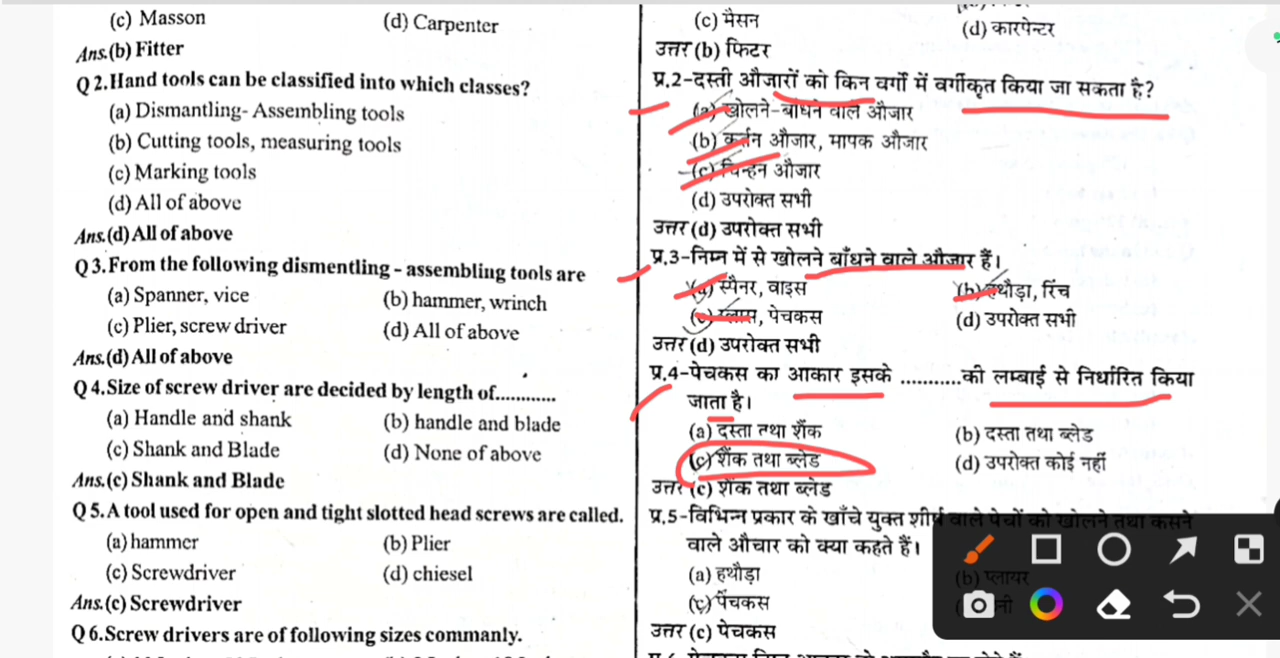 (c) Masson (d) Carpenter
Ans.(b) Fitter
Q 2.Hand tools can be classified into which classes?
(a) Dismantling- Assembling tools
(b) Cutting tools, measuring tools
(c) Marking tools
(d) All of above
Ans.(d) All of above
Q 3.From the following dismentling - assembling tools are
(a) Spanner, vice (b) hammer, wrinch
(c) Plier, screw driver (d) All of above
Ans.(d) All of above
Q 4.Size of screw driver are decided by length of............
(a) Handle and shank (b) handle and blade
(c) Shank and Blade (d) None of above
Ans.(c) Shank and Blade
Q 5.A tool used for open and tight slotted head screws are called.
(a) hammer (b) Plier
(c) Screwdriver (d) chiesel
Ans.(c) Screwdriver
Q 6.Screw drivers are of following sizes commanly.
(c) मैसन (d) कारपेन्टर
उत्तर (b) फिटर
प्र.2-दस्ती औजारों को किन वर्गों में वर्गीकृत किया जा सकता है?
(a) खोलने-बाँधने वाले औजार
(b) कर्तन औजार, मापक औजार
(c) चिन्हन औजार
(d) उपरोक्त सभी
उत्तर (d) उपरोक्त सभी
प्र.3-निम्न में से खोलने बाँधने वाले औजार हैं।
(a) स्पैनर, वाइस (b) हथौड़ा, रिंच
(c) प्लास, पेचकस (d) उपरोक्त सभी
उत्तर (d) उपरोक्त सभी
प्र.4-पेचकस का आकार इसके ...........की लम्बाई से निर्धारित किया
जाता है।
(a) दस्ता तथा शैंक (b) दस्ता तथा ब्लेड
(c) शैंक तथा ब्लेड (d) उपरोक्त कोई नहीं
उत्तर (c) शैंक तथा ब्लेड
प्र.5-विभिन्न प्रकार के खाँचे युक्त शीर्ष वाले पेचों को खोलने तथा कसने
वाले औचार को क्या कहते हैं।
(a) हथौड़ा (b) प्लायर
(c) पेंचकस
उत्तर (c) पेचकस